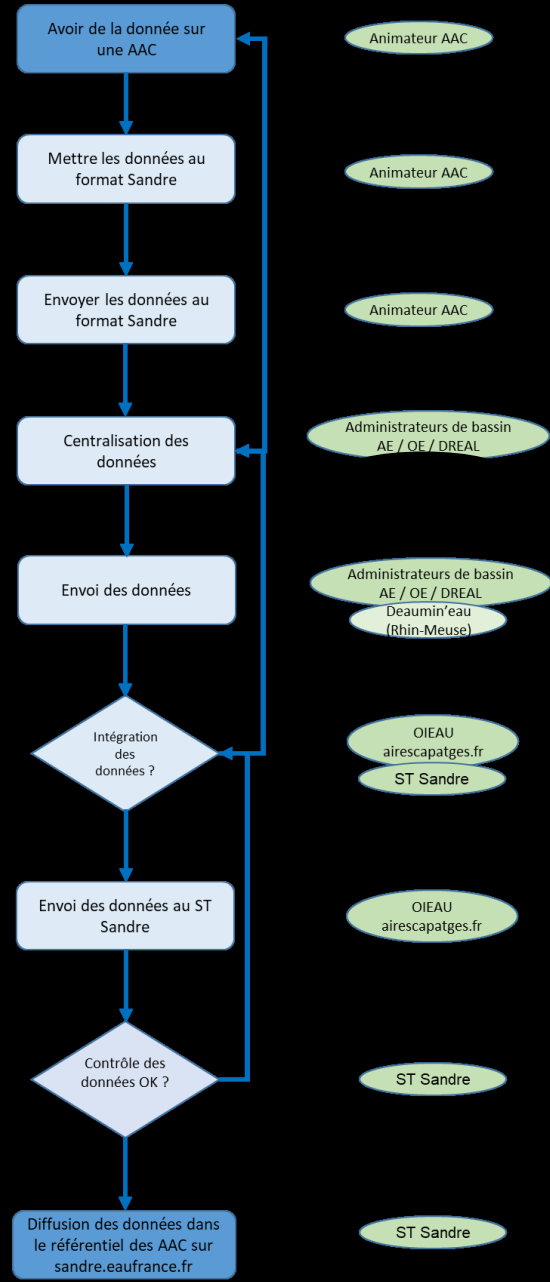 Avoir de la donnée sur
une AAC
Animateur AAC
Mettre les données au
format Sandre
Animateur AAC
Envoyer les données au
format Sandre
Animateur AAC
Centralisation des
données
Administrateurs de bassin
AE / OE / DREAL
Envoi des données
Administrateurs de bassin
AE / OE / DREAL
Deaumin’eau
(Rhin-Meuse)
Intégration
des
données ?
OIEAU
airescapatges.fr
ST Sandre
Envoi des données au ST
Sandre
OIEAU
airescapatges.fr
Contrôle des
données OK ?
ST Sandre
Diffusion des données dans
le référentiel des AAC sur
sandre.eaufrance.fr
ST Sandre